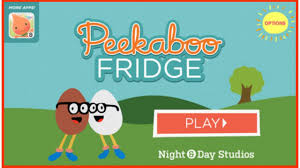 MORE APPS!
OPTIONS
Peekaboo
FRIDGE
PLAY
Night & Day Studios